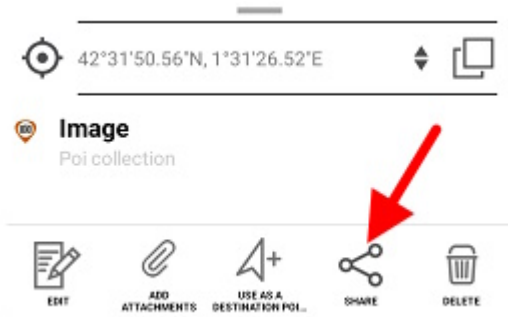 42°31'50.56"N, 1°31'26.52"E
Image
Poi collection
EDIT
ADD
ATTACHMENTS
USE AS A
DESTINATION POI...
SHARE
DELETE